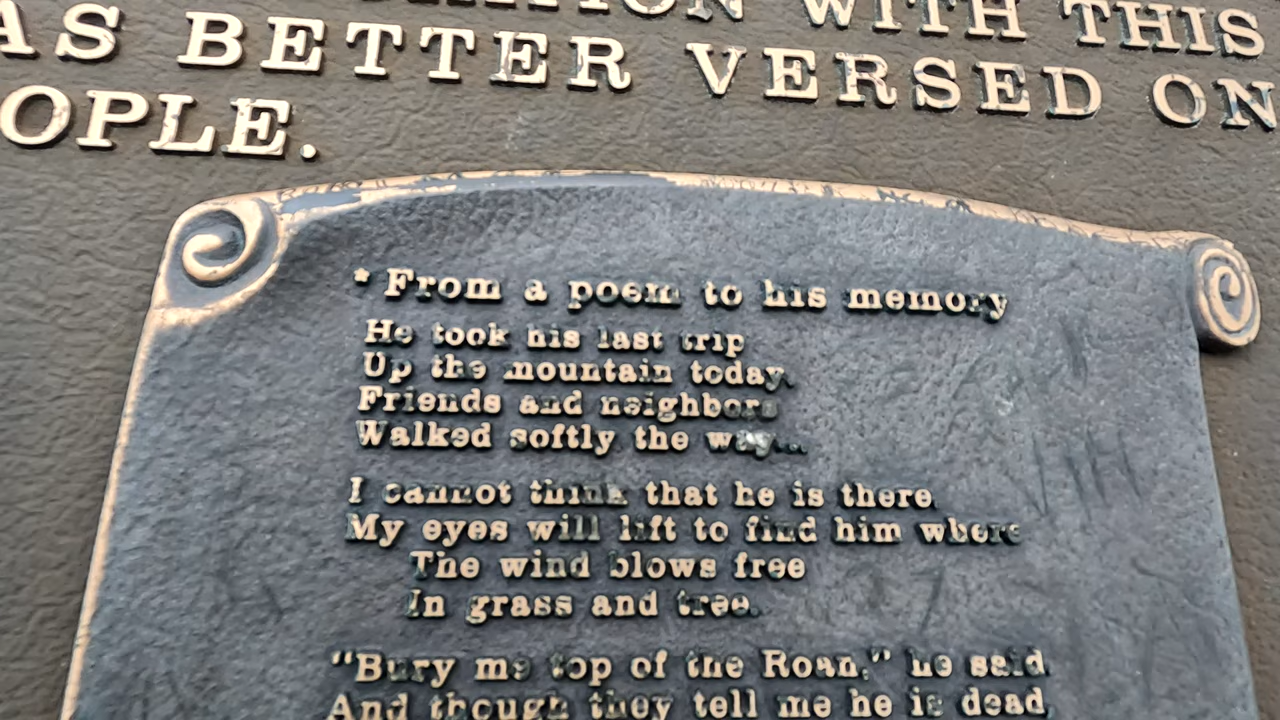 WITH THIS
AS BETTER VERSED ON
OPLE.
* From a poem to his memory
He took his last trip
Up the mountain today.
Friends and neighbors
Walked softly the way...
I cannot think that he is there
My eyes will lift to find him where
The wind blows free
In grass and tree.
"Bury me top of the Roan," he said
And though they tell me he is dead,